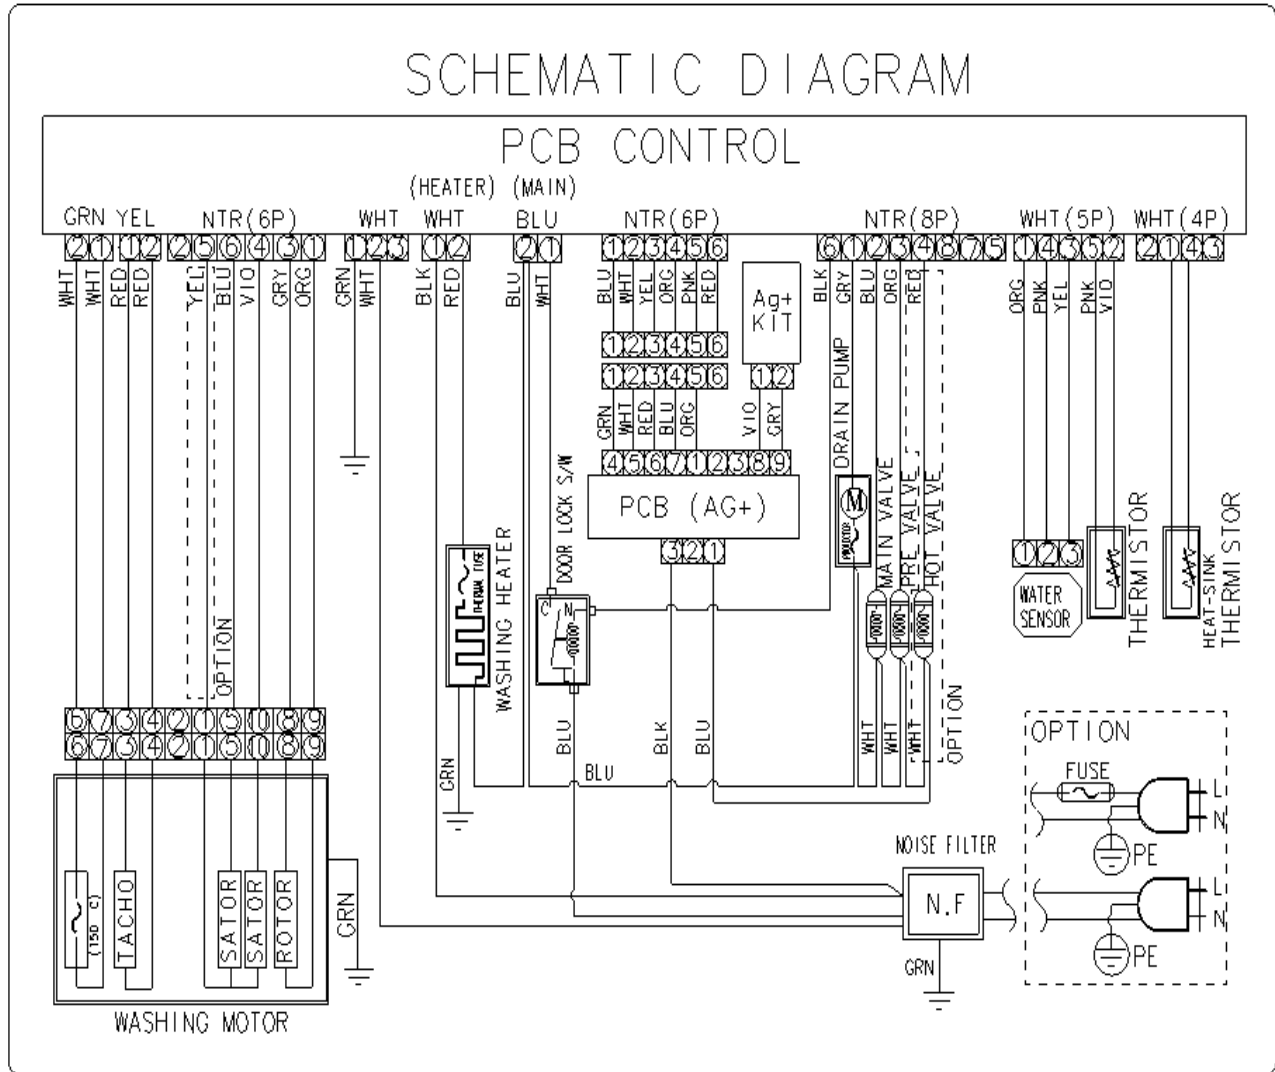 SCHEMATIC DIAGRAM
PCB CONTROL
(HEATER) (MAIN)
GRN YEL NTR(6P) WHT WHT BLU NTR(6P) NTR(8P) WHT(5P) WHT(4P)
2 1 1 2 2 5 6 4 3 1 1 2 3 1 2 2 1 1 2 3 4 5 6 6 1 2 3 4 8 7 5 1 4 3 5 2 2 1 4 3
WHT WHT RED RED YEL BLU VIO GRY ORG GRN WHT BLK RED BLU WHT BLU WHT YEL ORG PNK RED BLK GRY BLU ORG RED ORG PNK YEL PNK VIO
Ag+
KIT
1 2 3 4 5 6
1 2 3 4 5 6
1 2
GRN WHT RED BLU ORG VIO GRY
DRAIN PUMP
4 5 6 7 1 2 3 8 9
PCB (AG+)
3 2 1
M
MAIN VALVE
PRE VALVE
HOT VALVE
DOOR LOCK S/W
C N
THERMAL FUSE
WASHING HEATER
1 2 3
WATER
SENSOR
THERMISTOR
HEAT-SINK
THERMISTOR
OPTION
6 7 3 4 2 1 5 10 8 9
6 7 3 4 2 1 5 10 8 9
BLU BLK BLU WHT WHT WHT OPTION
GRN BLU
OPTION
FUSE
L
N
PE
NOISE FILTER
N.F
L
N
PE
GRN
(150 C)
TACHO
SATOR
SATOR
ROTOR
GRN
WASHING MOTOR